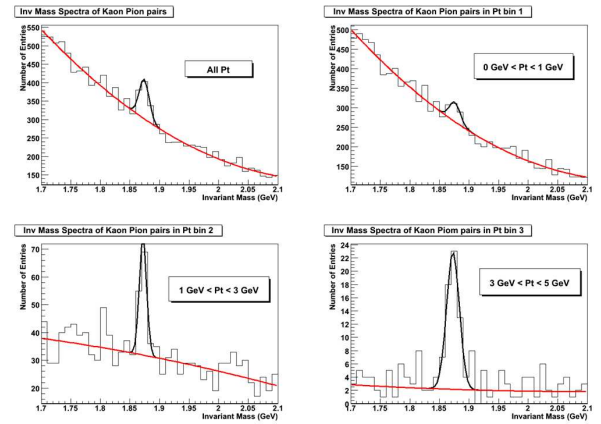 Inv Mass Spectra of Kaon Pion pairs
Number of Entries
550
500
450
400
350
300
250
200
150
All Pt
1.7 1.75 1.8 1.85 1.9 1.95 2 2.05 2.1
Invariant Mass (GeV)
Inv Mass Spectra of Kaon Pion pairs in Pt bin 1
Number of Entries
500
450
400
350
300
250
200
150
0 GeV < Pt < 1 GeV
1.7 1.75 1.8 1.85 1.9 1.95 2 2.05 2.1
Invariant Mass (GeV)
Inv Mass Spectra of Kaon Pion pairs in Pt bin 2
Number of Entries
70
60
50
40
30
20
1 GeV < Pt < 3 GeV
1.7 1.75 1.8 1.85 1.9 1.95 2 2.05 2.1
Invariant Mass (GeV)
Inv Mass Spectra of Kaon Piom pairs in Pt bin 3
Number of Entries
24
22
20
18
16
14
12
10
8
6
4
2
0
3 GeV < Pt < 5 GeV
1.7 1.75 1.8 1.85 1.9 1.95 2 2.05 2.1
Invariant Mass (GeV)